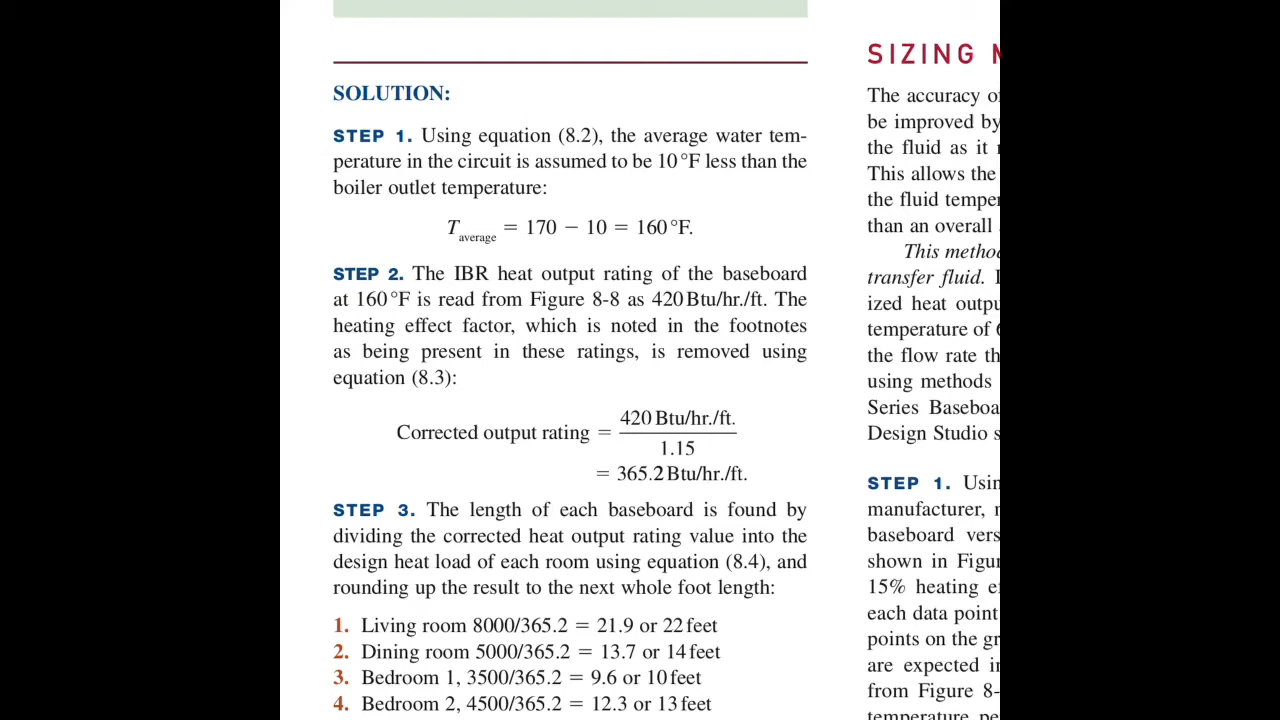 SOLUTION:
STEP 1. Using equation (8.2), the average water tem-
perature in the circuit is assumed to be 10 °F less than the
boiler outlet temperature:
T average = 170 − 10 = 160 °F.
STEP 2. The IBR heat output rating of the baseboard
at 160 °F is read from Figure 8-8 as 420 Btu/hr./ft. The
heating effect factor, which is noted in the footnotes
as being present in these ratings, is removed using
equation (8.3):
Corrected output rating = 420 Btu/hr./ft.
1.15
= 365.2 Btu/hr./ft.
STEP 3. The length of each baseboard is found by
dividing the corrected heat output rating value into the
design heat load of each room using equation (8.4), and
rounding up the result to the next whole foot length:
1. Living room 8000/365.2 = 21.9 or 22 feet
2. Dining room 5000/365.2 = 13.7 or 14 feet
3. Bedroom 1, 3500/365.2 = 9.6 or 10 feet
4. Bedroom 2, 4500/365.2 = 12.3 or 13 feet
SIZING
The accuracy
be improved by
the fluid as it
This allows the
the fluid
than an overall
This
transfer fluid.
ized heat
temperature of
the flow rate
using methods
Series
Design Studio
STEP 1.
manufacturer,
baseboard
shown in
15% heating
each data point
points on the
are expected
from Figure 8-
temperature